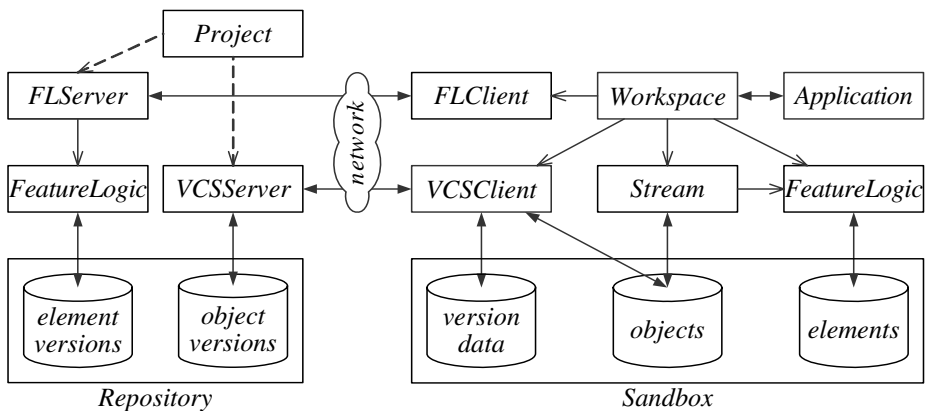 Project
FLServer
FLClient
Workspace
Application
network
FeatureLogic
VCSServer
VCSClient
Stream
FeatureLogic
element
versions
object
versions
version
data
objects
elements
Repository
Sandbox